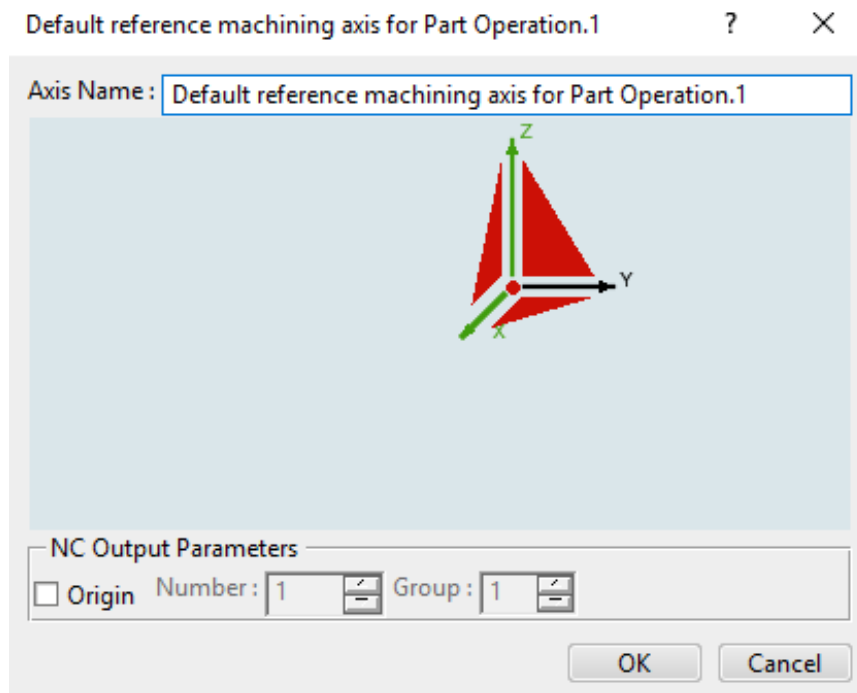 Default reference machining axis for Part Operation.1 ?
Axis Name : Default reference machining axis for Part Operation.1
Z
Y
X
NC Output Parameters
Origin Number : 1 Group : 1
OK Cancel